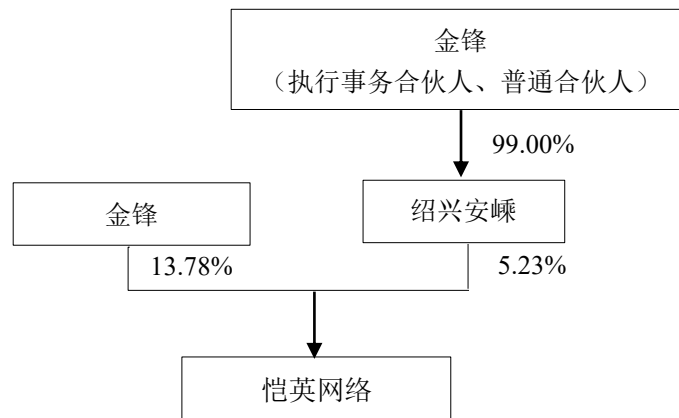 金锋
（执行事务合伙人、普通合伙人）
99.00%
金锋
绍兴安嵊
13.78%
5.23%
恺英网络